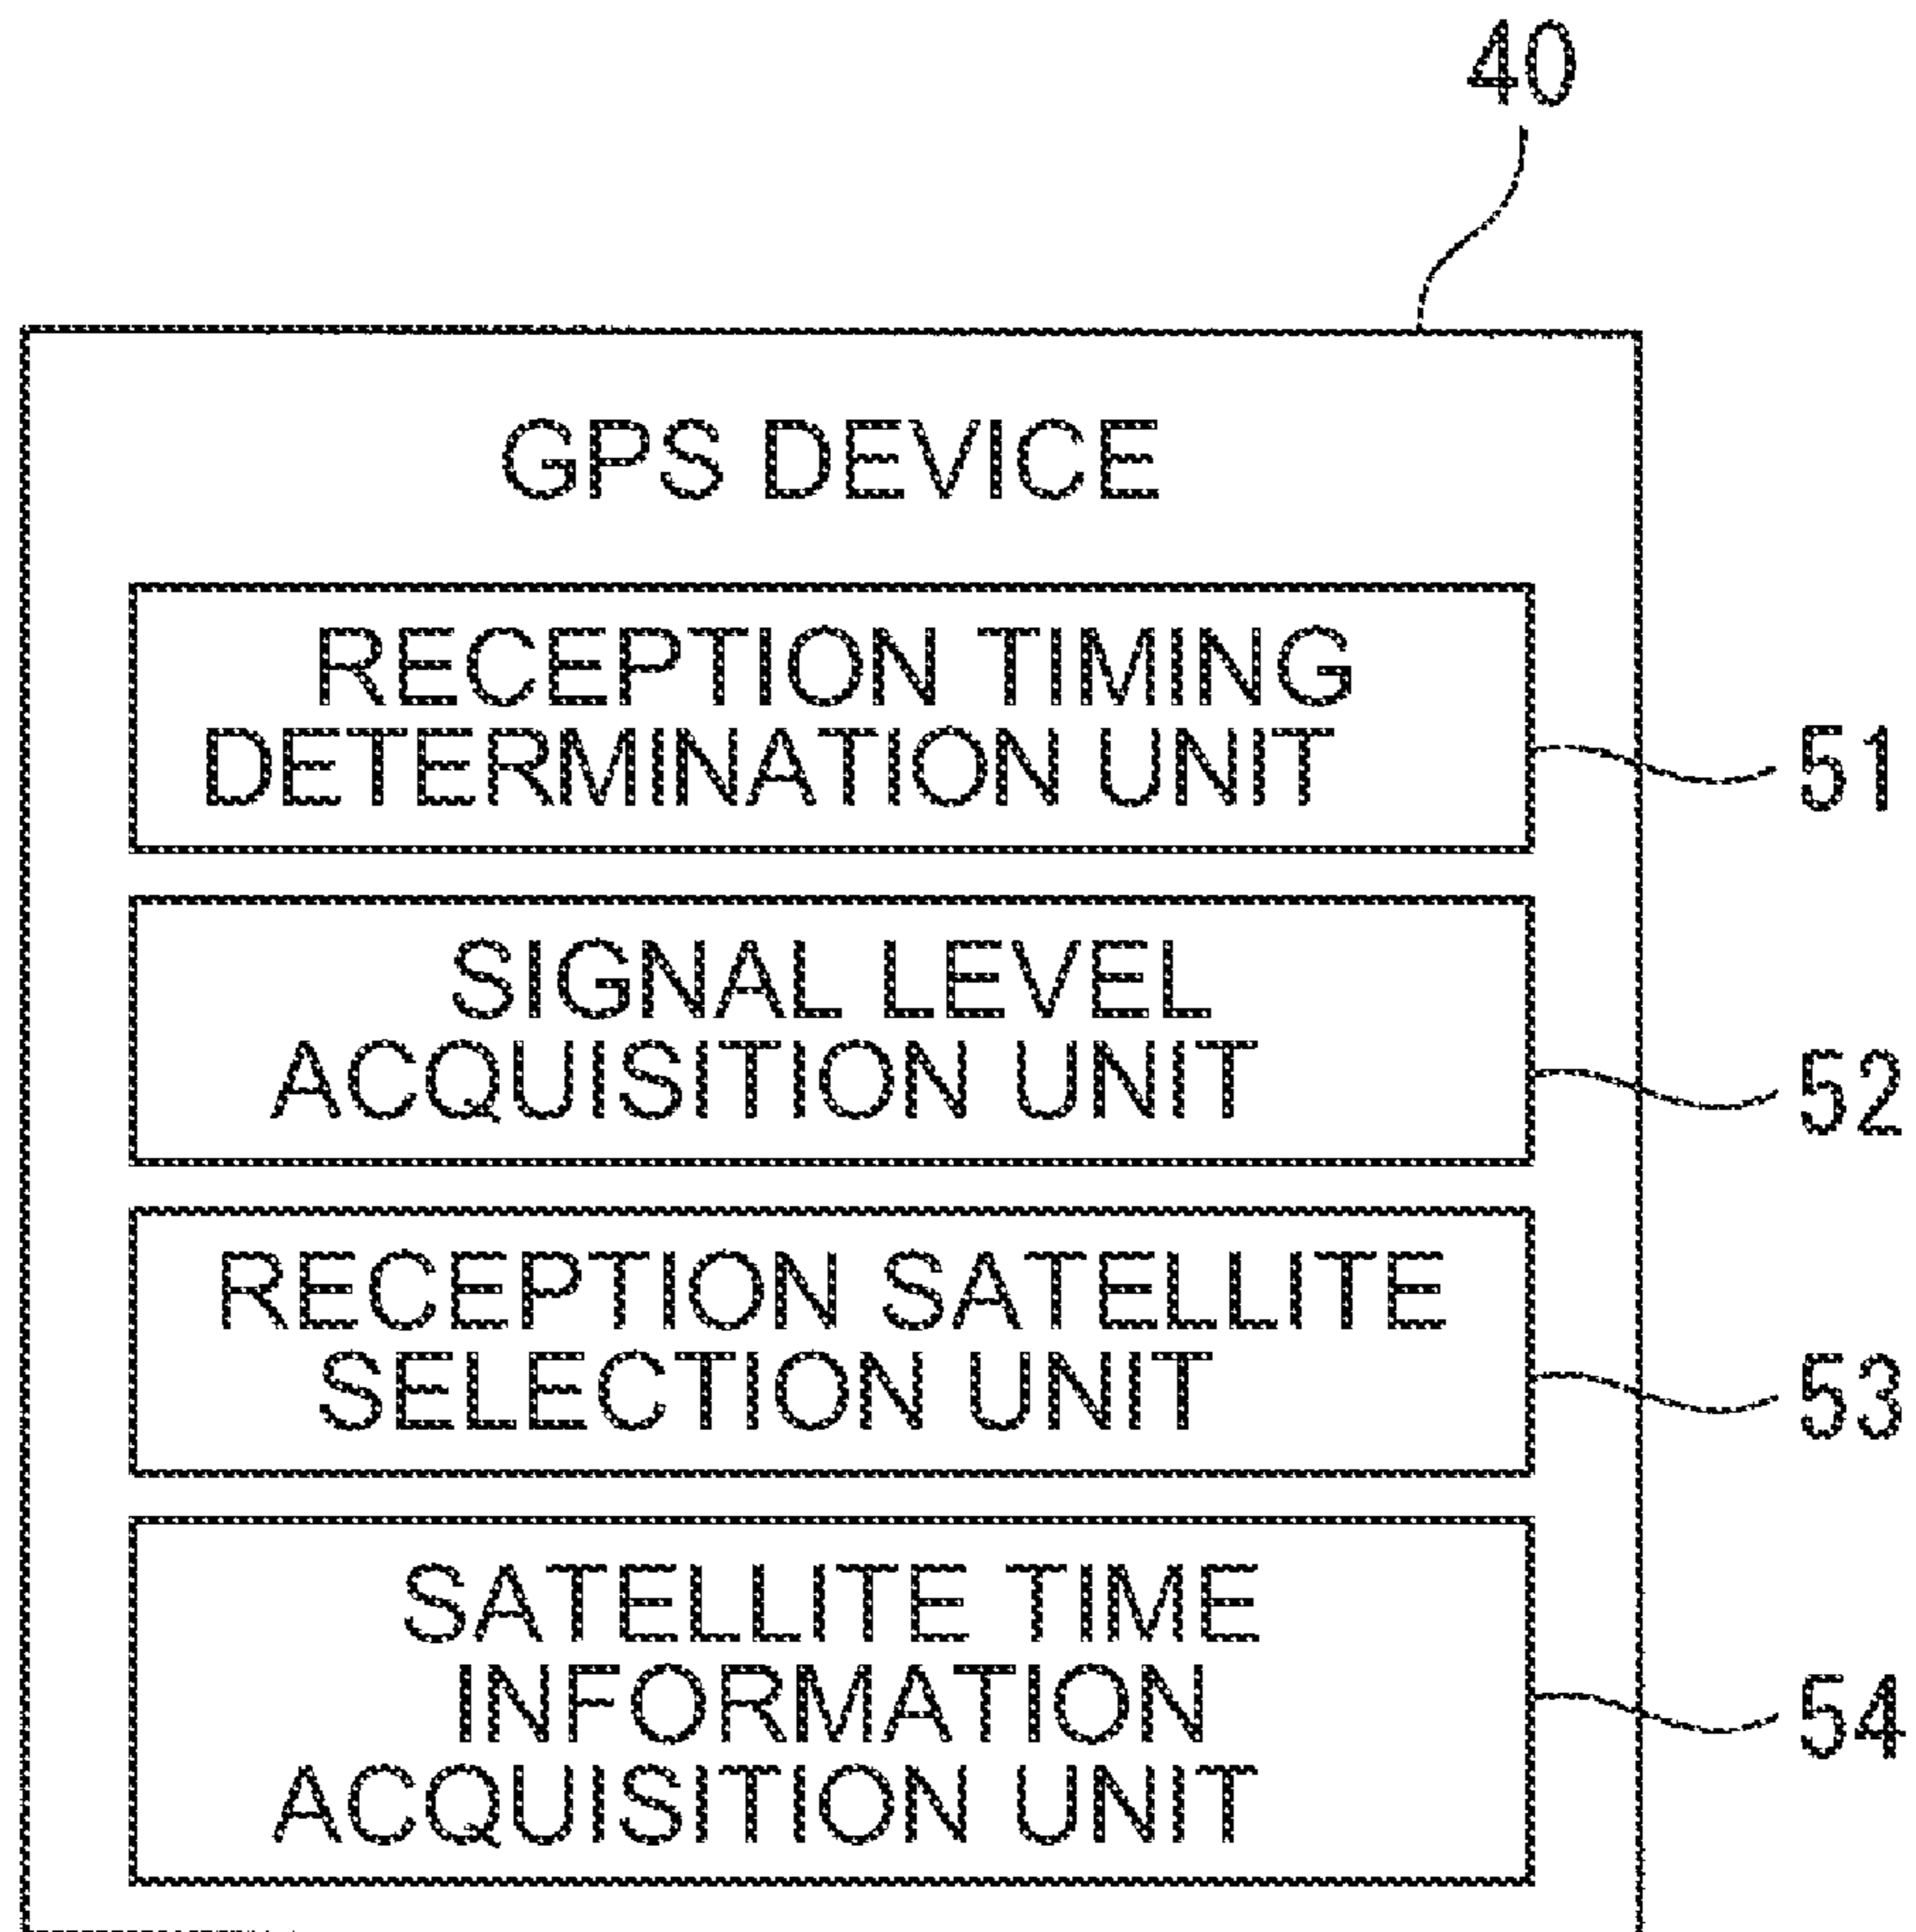 40
GPS DEVICE
RECEPTION TIMING
DETERMINATION UNIT
51
SIGNAL LEVEL
ACQUISITION UNIT
52
RECEPTION SATELLITE
SELECTION UNIT
53
SATELLITE TIME
INFORMATION
ACQUISITION UNIT
54